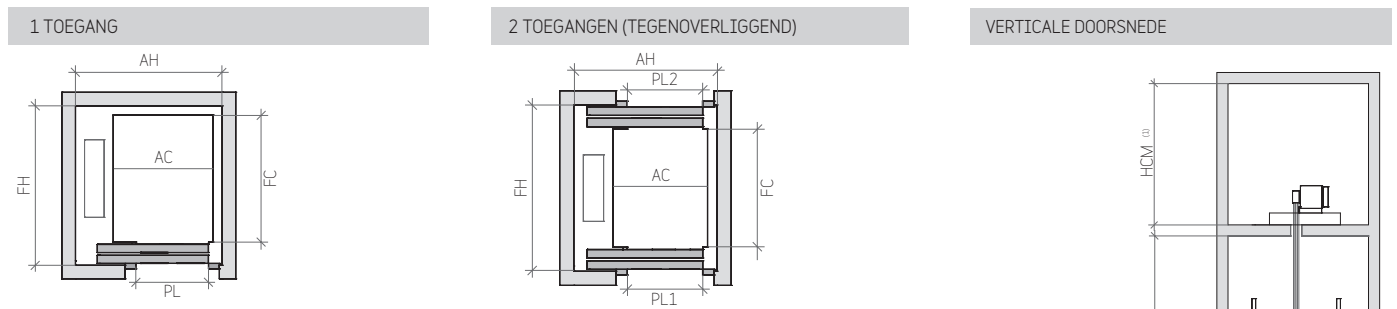 1 TOEGANG
AH
FH
AC
FC
PL
2 TOEGANGEN (TEGENOVERLIGGEND)
AH
PL2
FH
AC
FC
PL1
VERTICALE DOORSNEDE
HCM (1)